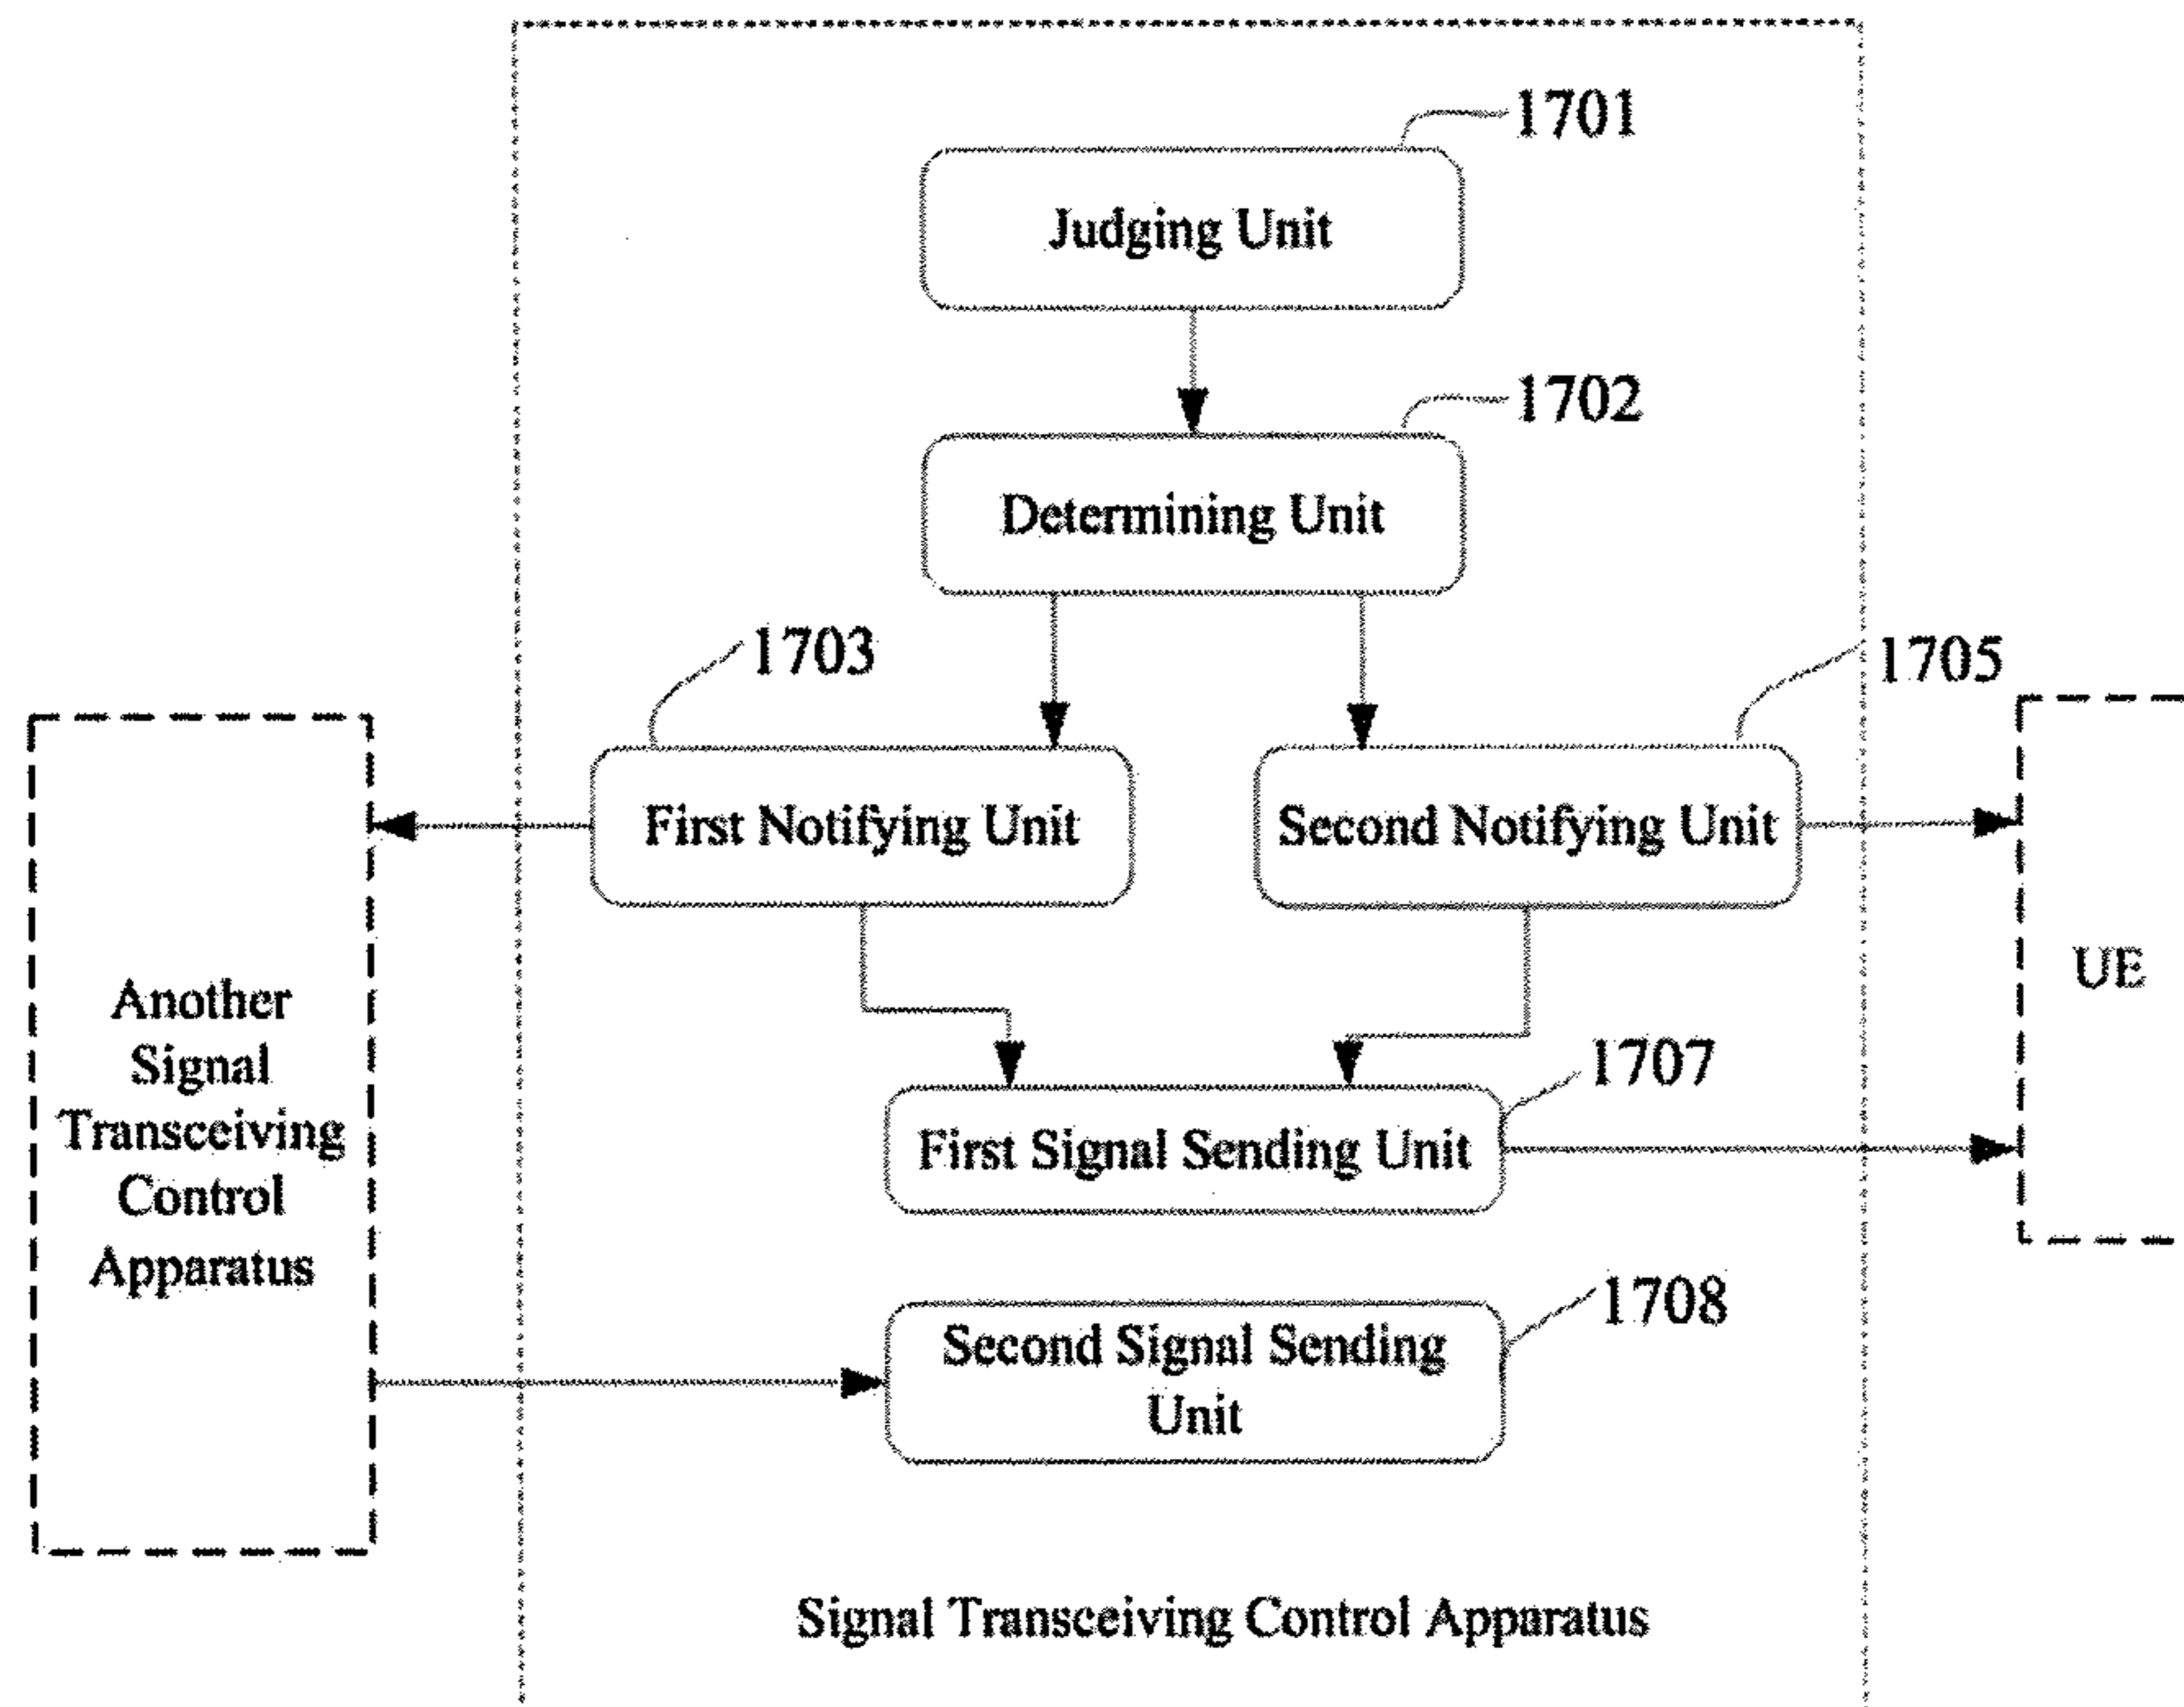 1701
Judging Unit
1702
Determining Unit
1703
1705
First Notifying Unit
Second Notifying Unit
Another
Signal
Transceiving
Control
Apparatus
UE
1707
First Signal Sending Unit
1708
Second Signal Sending
Unit
Signal Transceiving Control Apparatus